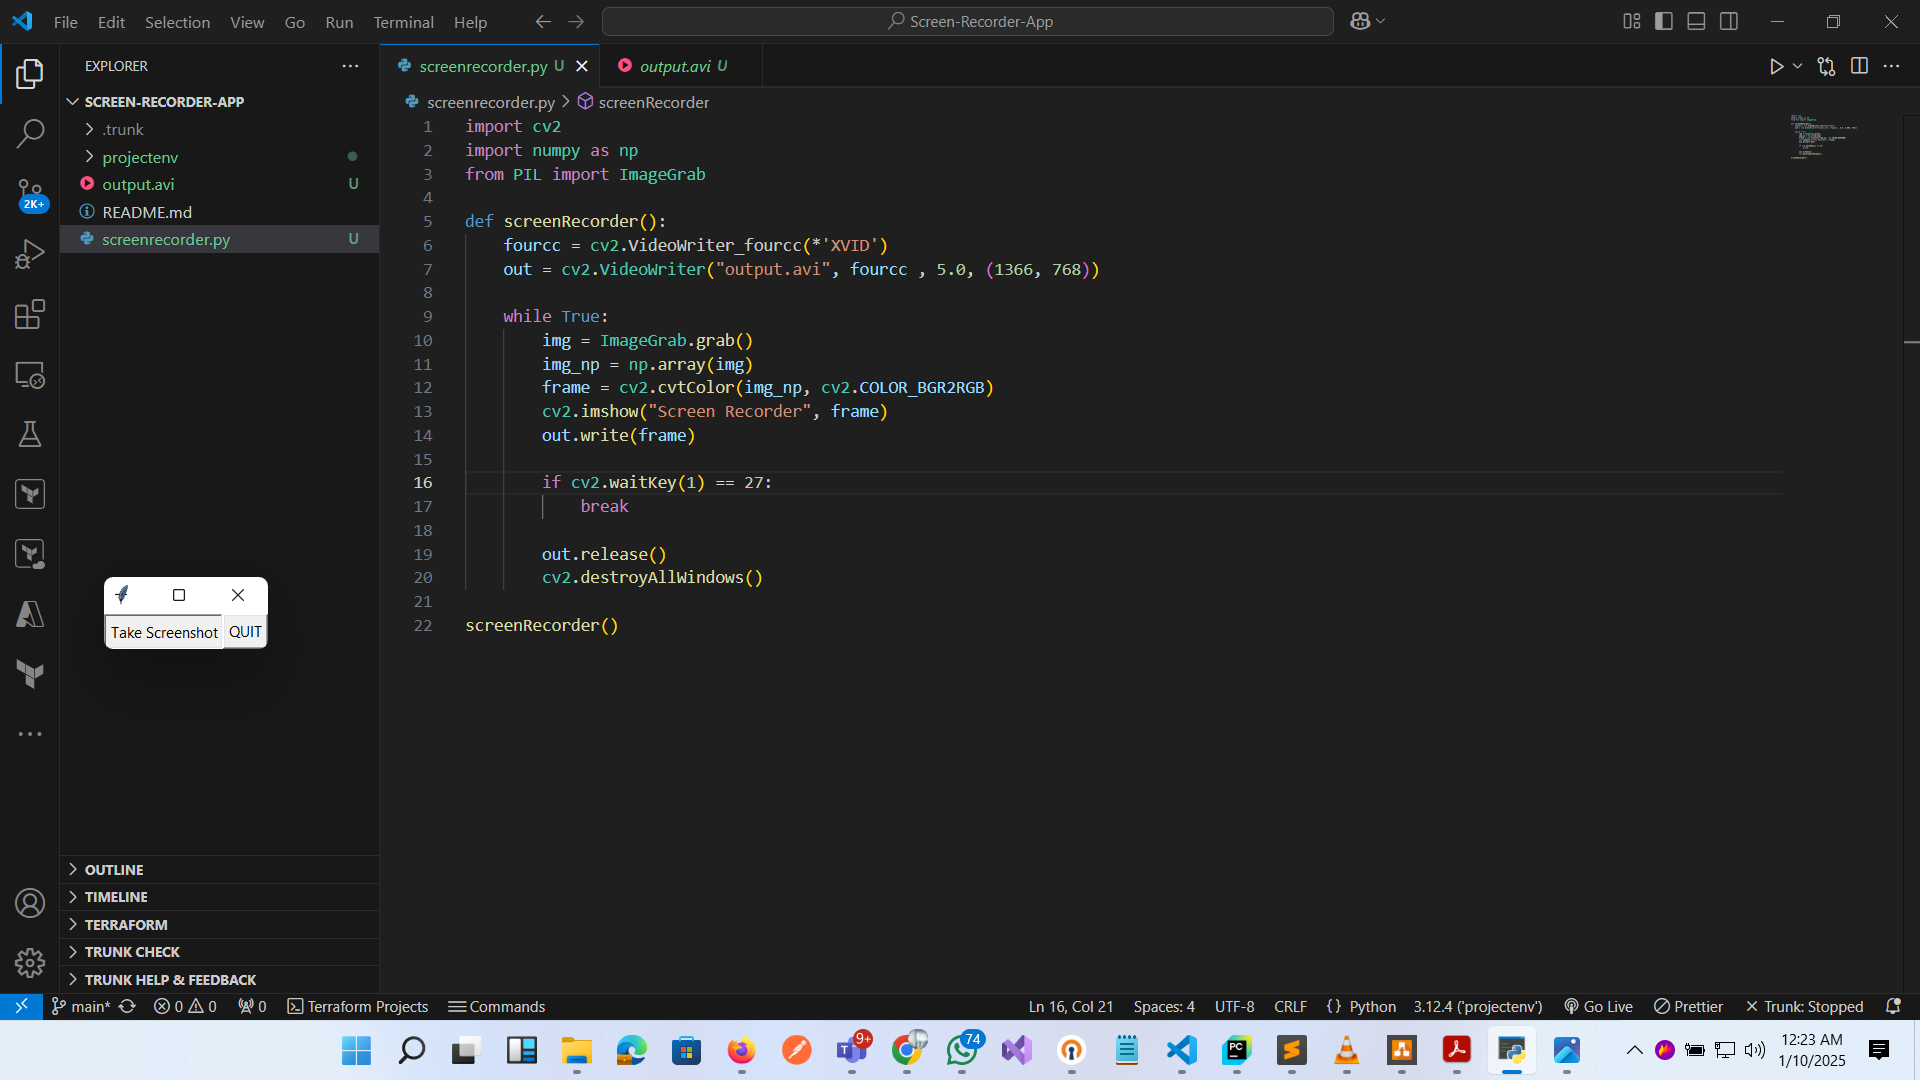 File Edit Selection View Go Run Terminal Help
Screen-Recorder-App
EXPLORER
SCREEN-RECORDER-APP
.trunk
projectenv
output.avi U
README.md
screenrecorder.py U
2K+
OUTLINE
TIMELINE
TERRAFORM
TRUNK CHECK
TRUNK HELP & FEEDBACK
Take Screenshot QUIT
screenrecorder.py U output.avi U
screenrecorder.py screenRecorder
1 import cv2
2 import numpy as np
3 from PIL import ImageGrab
4
5 def screenRecorder():
6 fourcc = cv2.VideoWriter_fourcc(*'XVID')
7 out = cv2.VideoWriter("output.avi", fourcc , 5.0, (1366, 768))
8
9 while True:
10 img = ImageGrab.grab()
11 img_np = np.array(img)
12 frame = cv2.cvtColor(img_np, cv2.COLOR_BGR2RGB)
13 cv2.imshow("Screen Recorder", frame)
14 out.write(frame)
15
16 if cv2.waitKey(1) == 27:
17 break
18
19 out.release()
20 cv2.destroyAllWindows()
21
22 screenRecorder()
main* 0 0 0 Terraform Projects Commands Ln 16, Col 21 Spaces: 4 UTF-8 CRLF {} Python 3.12.4 ('projectenv') Go Live Prettier Trunk: Stopped
9+ 74 PC
12:23 AM
1/10/2025